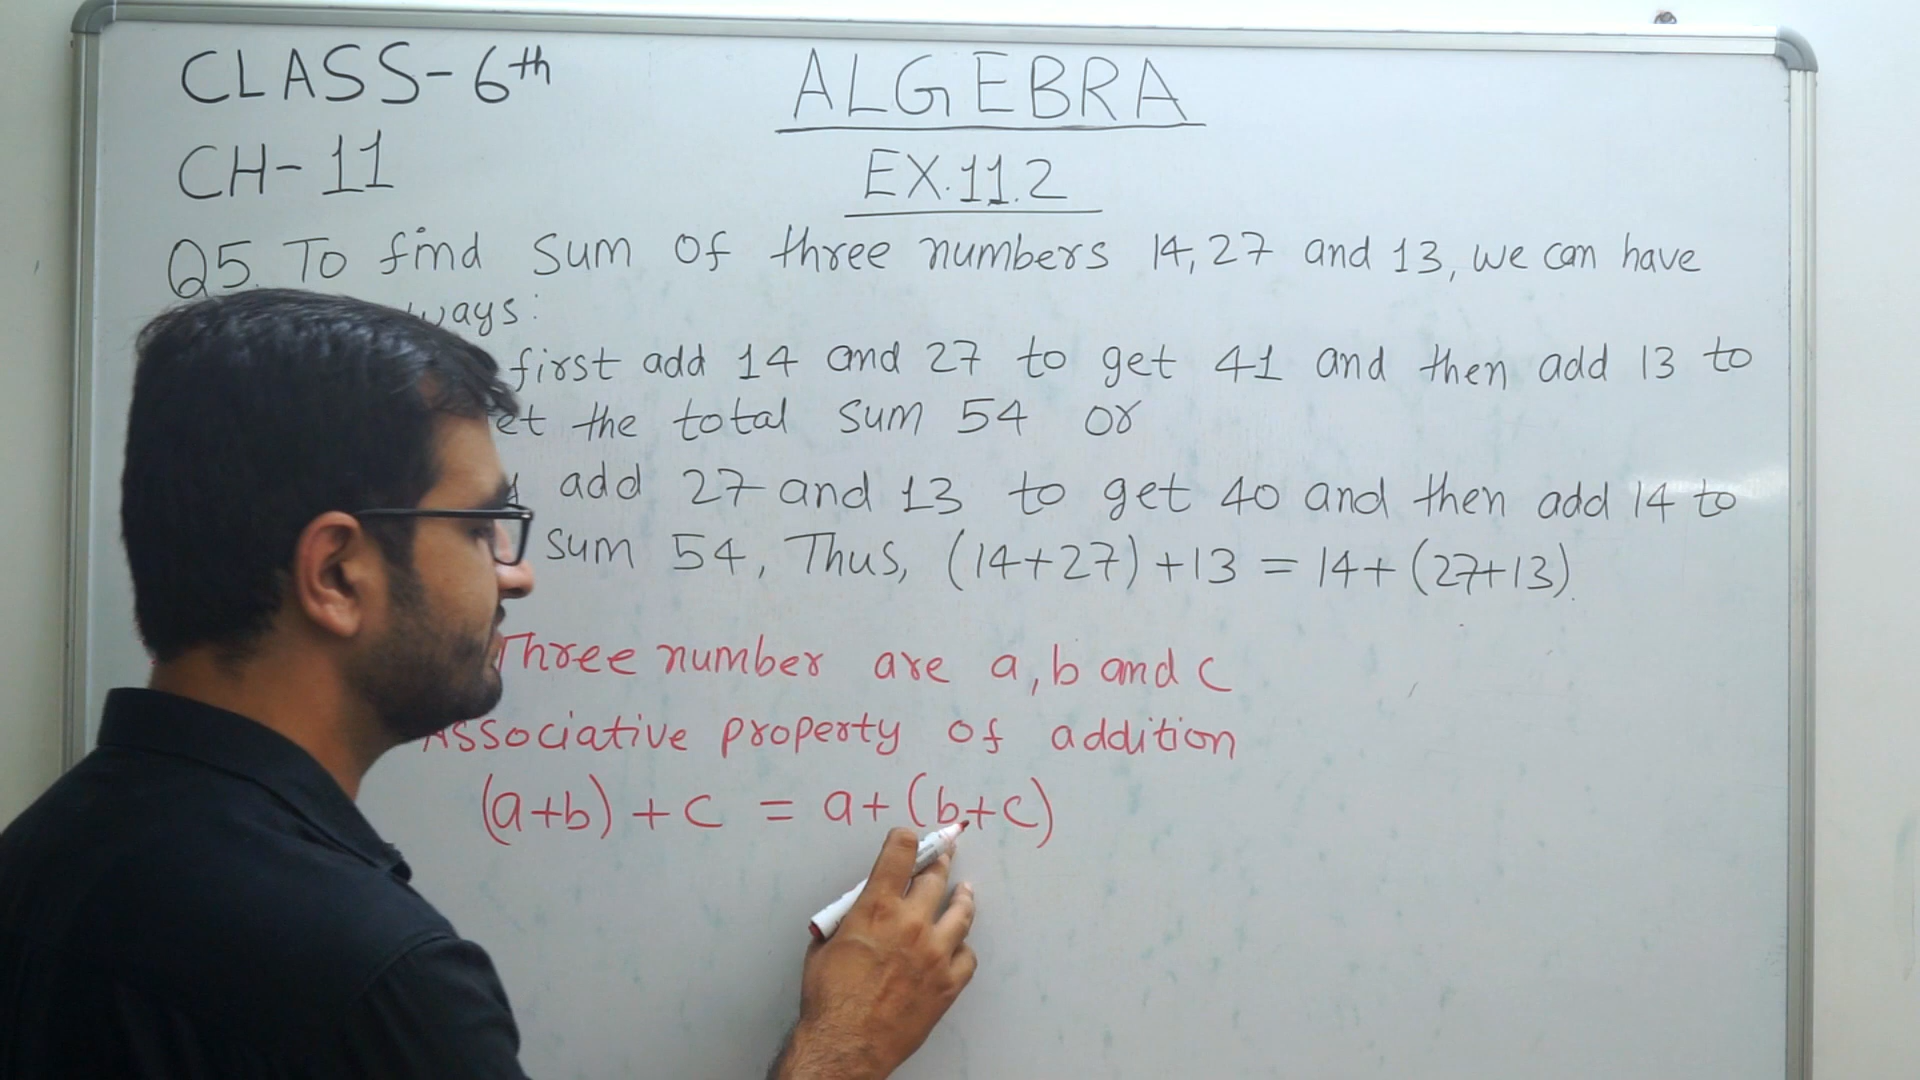 CLASS-6th
ALGEBRA
CH-11
EX.11.2
Q5. To find sum of three numbers 14,27 and 13, we can have
ways:
first add 14 and 27 to get 41 and then add 13 to
the total sum 54 or
add 27 and 13 to get 40 and then add 14 to
sum 54, Thus, (14+27)+13 = 14+(27+13).
Three number are a,b and c
Associative property of addition
(a+b)+c = a+(b+c)